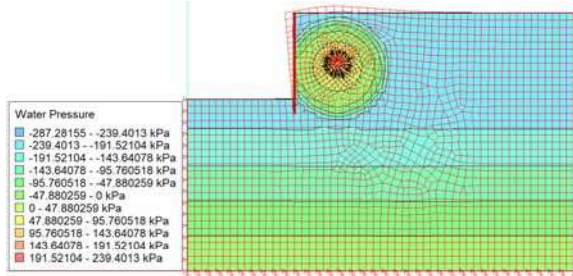 Water Pressure
-287.28155 - -239.4013 kPa
-239.4013 - -191.52104 kPa
-191.52104 - -143.64078 kPa
-143.64078 - -95.760518 kPa
-95.760518 - -47.880259 kPa
-47.880259 - 0 kPa
0 - 47.880259 kPa
47.880259 - 95.760518 kPa
95.760518 - 143.64078 kPa
143.64078 - 191.52104 kPa
191.52104 - 239.4013 kPa